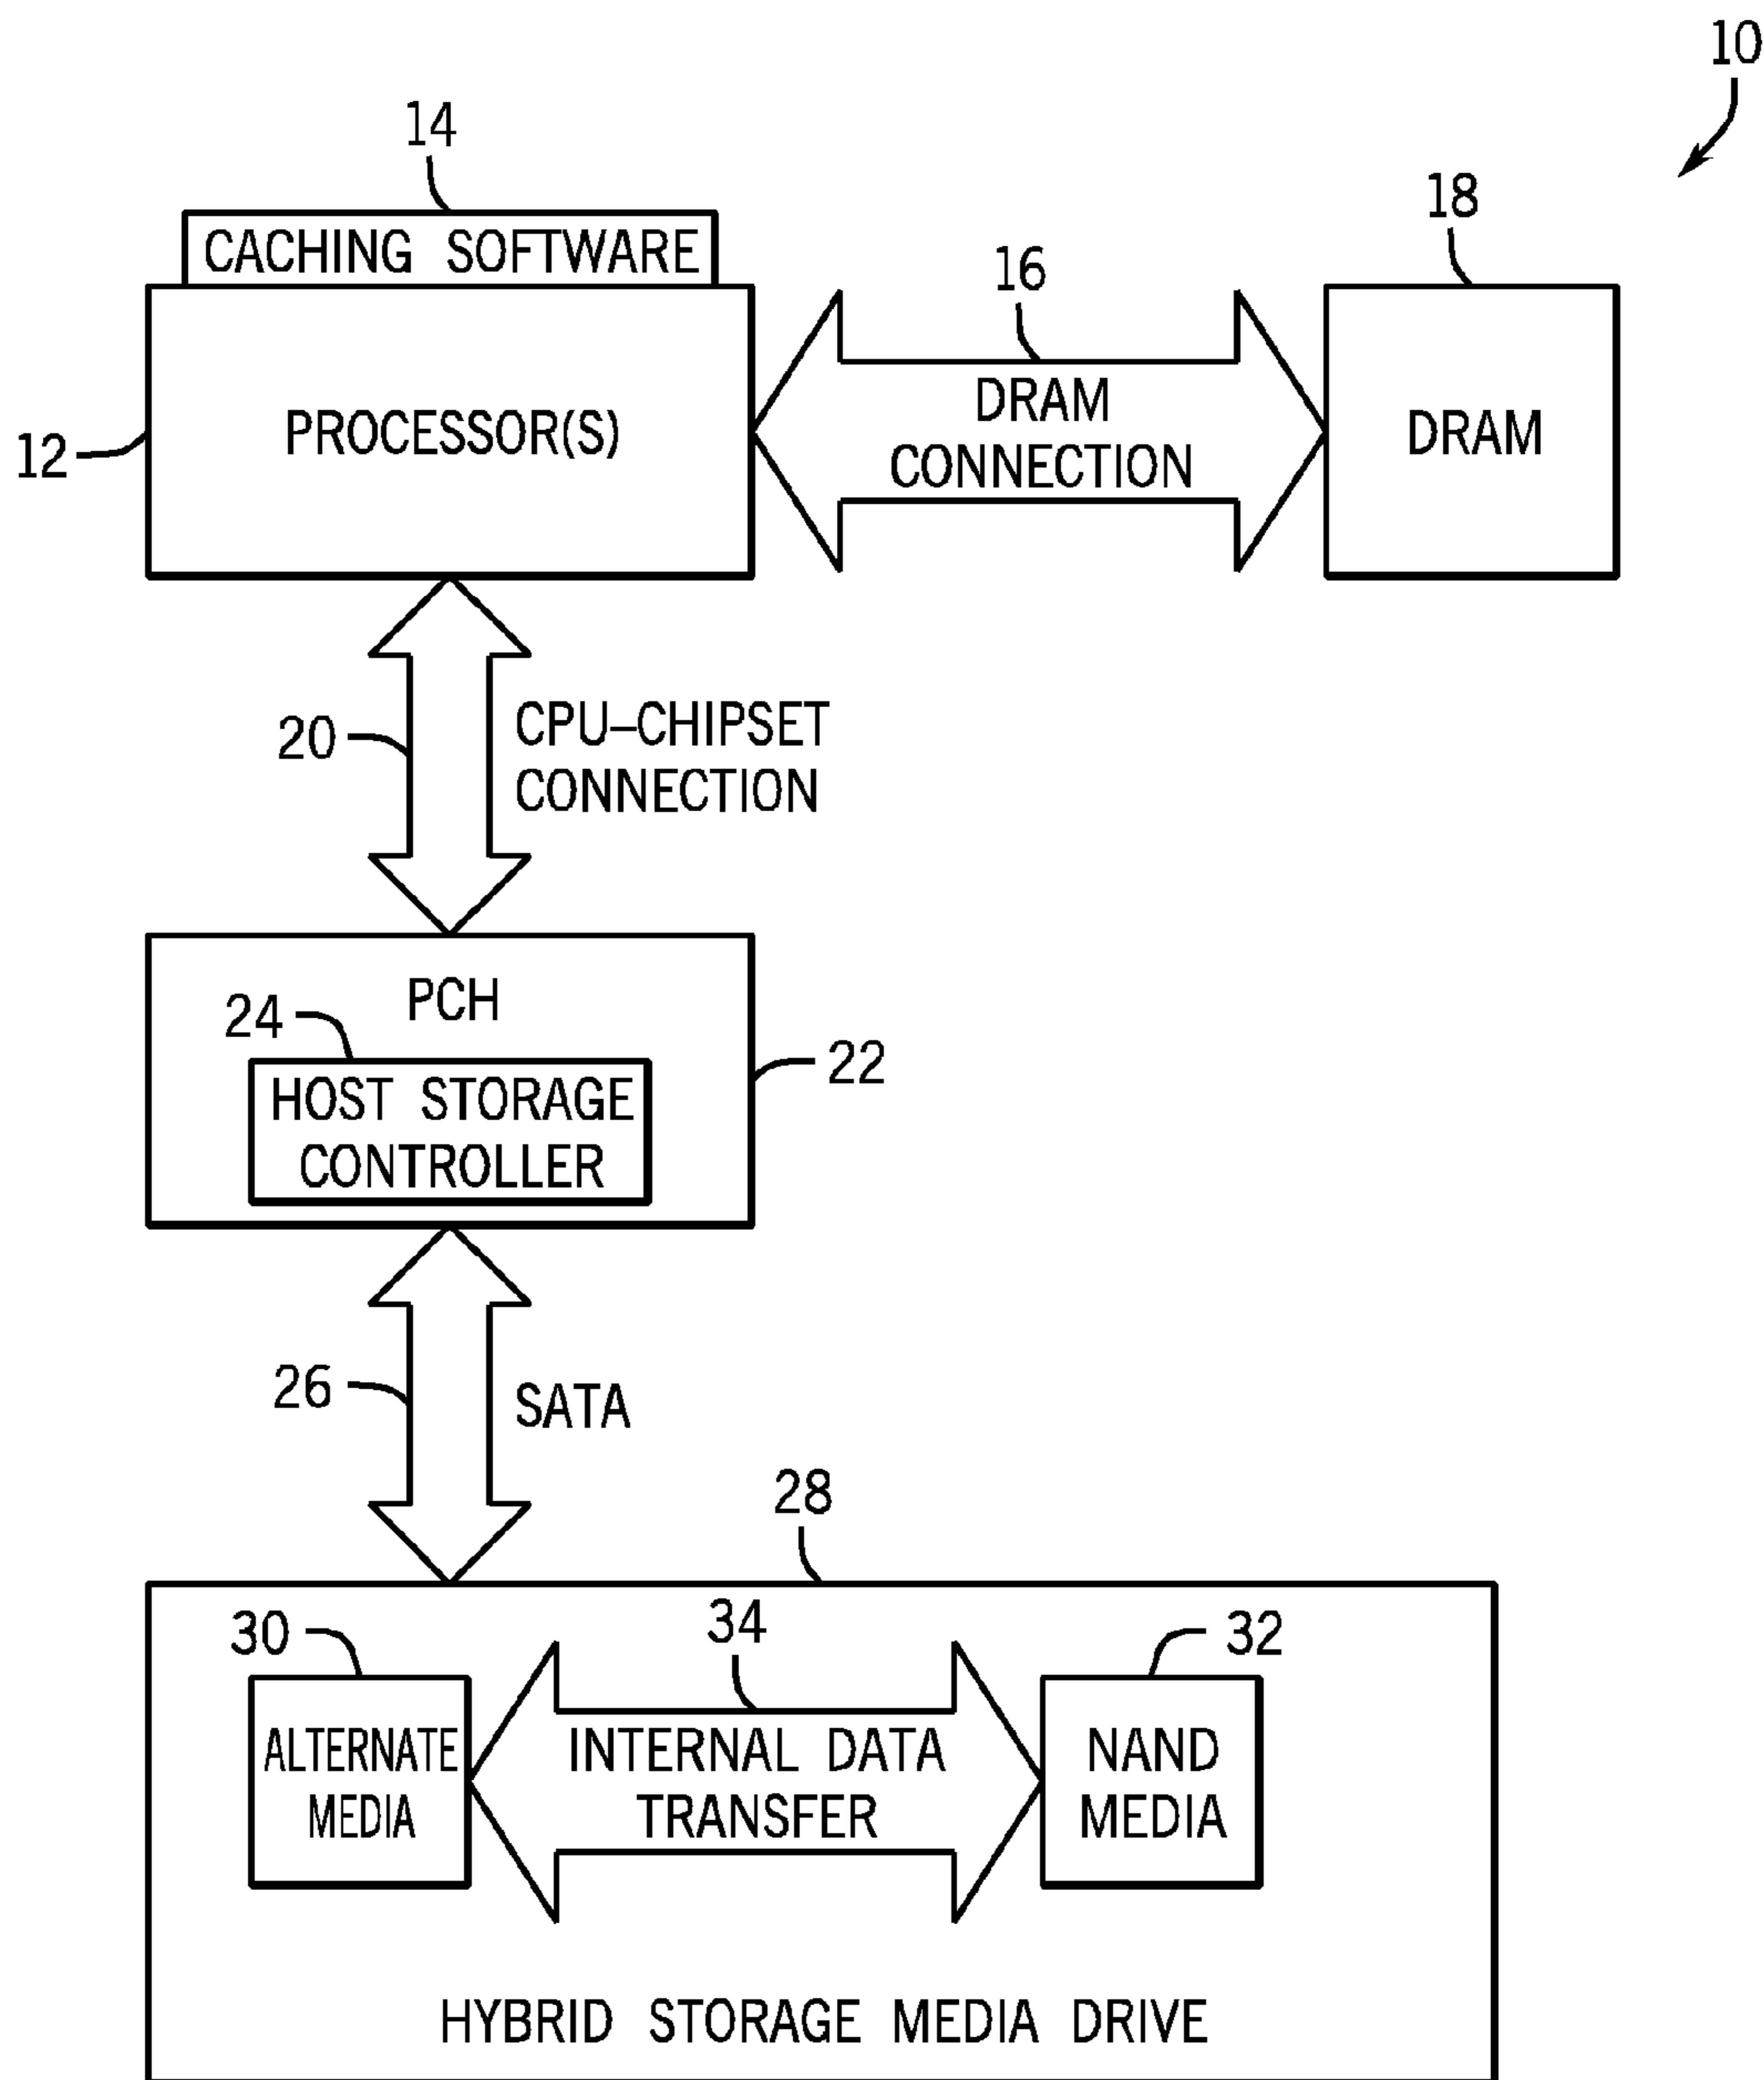 10
14
18
CACHING SOFTWARE
16
12
PROCESSOR(S)
DRAM
CONNECTION
DRAM
20
CPU–CHIPSET
CONNECTION
PCH
24
22
HOST STORAGE
CONTROLLER
26
SATA
28
30
34
32
ALTERNATE
MEDIA
INTERNAL DATA
TRANSFER
NAND
MEDIA
HYBRID STORAGE MEDIA DRIVE